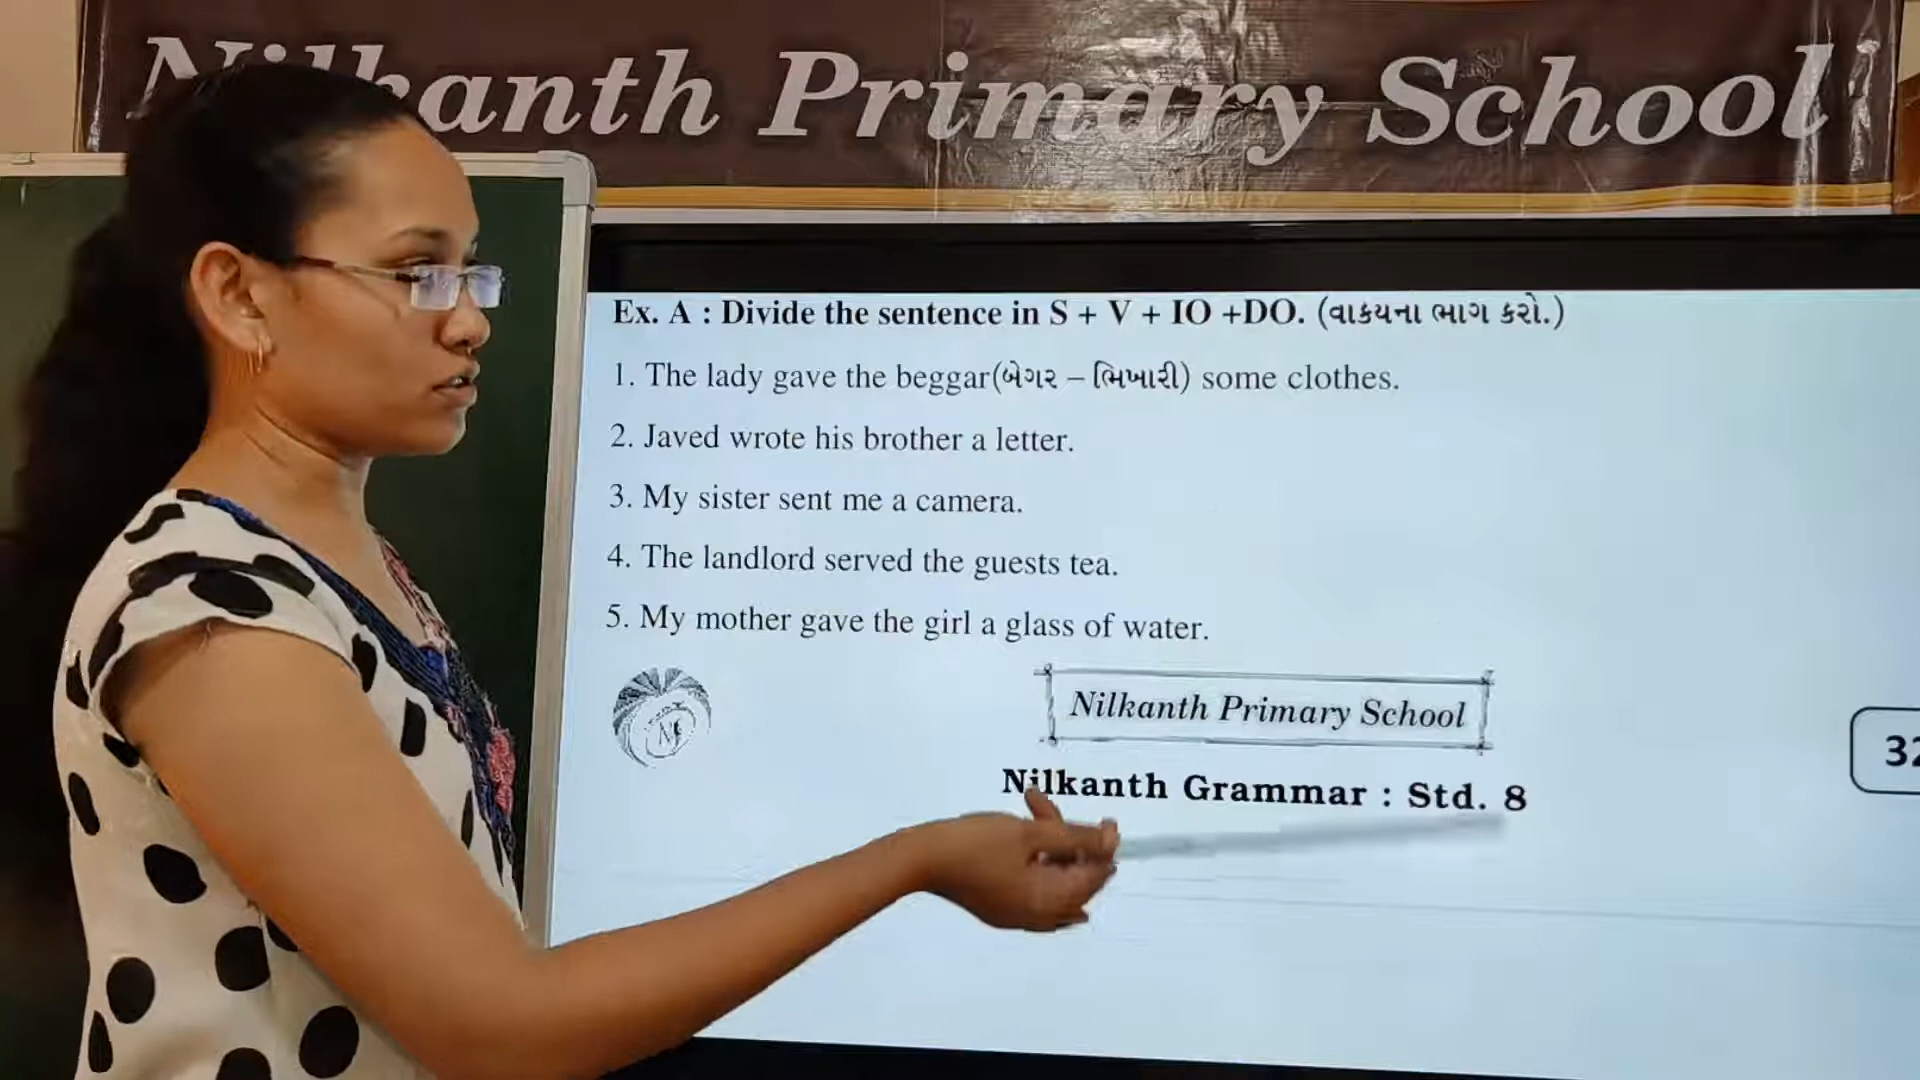 Nilkanth Primary School
Ex. A : Divide the sentence in S + V + IO +DO. (વાક્યના ભાગ કરો.)
1. The lady gave the beggar(બેગર – ભિખારી) some clothes.
2. Javed wrote his brother a letter.
3. My sister sent me a camera.
4. The landlord served the guests tea.
5. My mother gave the girl a glass of water.
Nilkanth Primary School
32
Nilkanth Grammar : Std. 8